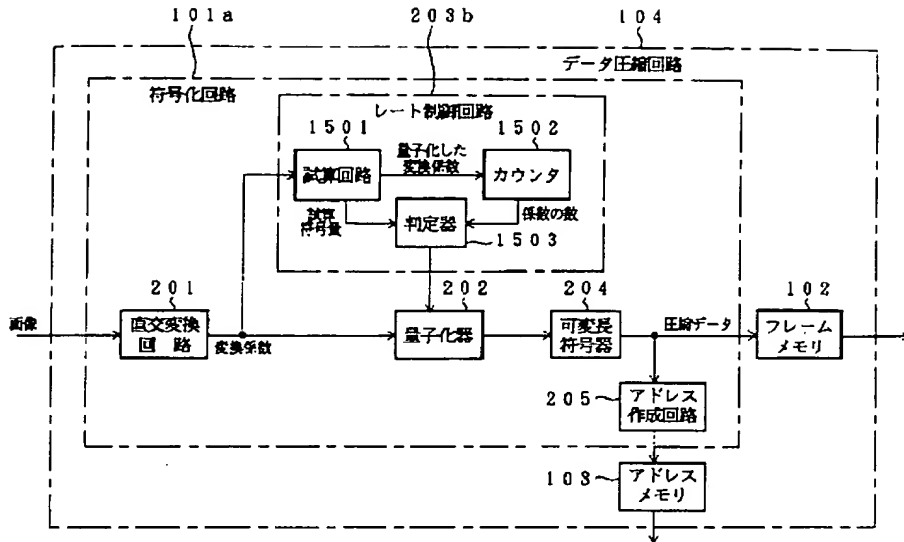 101a
203b
104
データ圧縮回路
符号化回路
レート制御回路
1501
1502
量子化した
変換係数
試算回路
カウンタ
試算
符号量
係数の数
判定器
1503
201
202
204
102
画像
直交変換
回路
変換係数
量子化器
可変長
符号器
圧縮データ
フレーム
メモリ
205
アドレス
作成回路
103
アドレス
メモリ